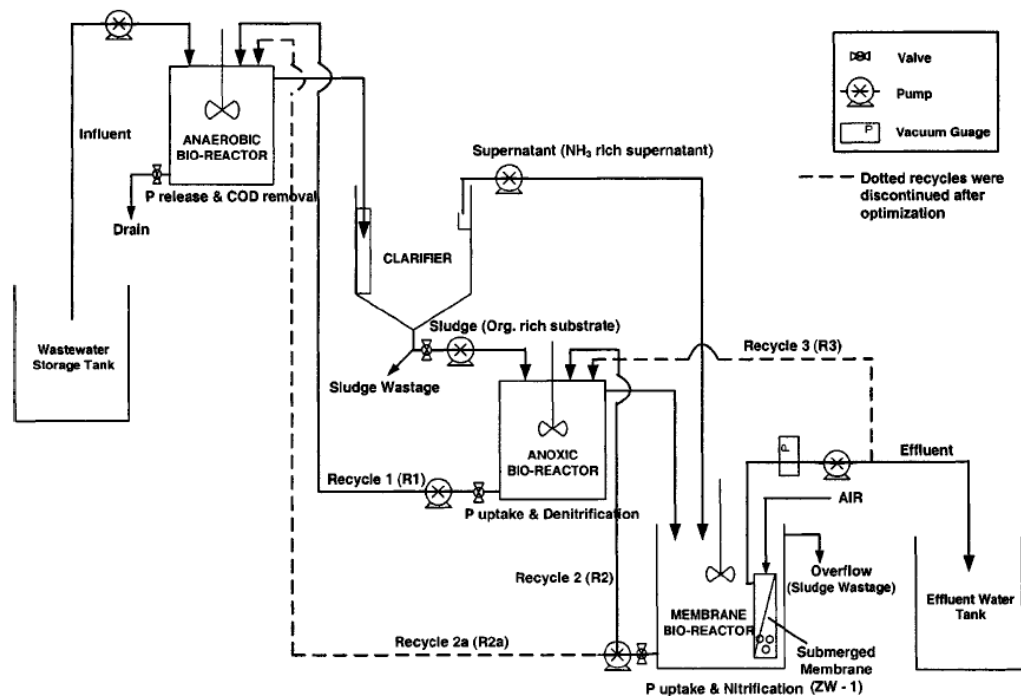 Valve
Pump
P
Vacuum Guage
Dotted recycles were
discontinued after
optimization
Influent
ANAEROBIC
BIO-REACTOR
P release & COD removal
Drain
Supernatant (NH₃ rich supernatant)
CLARIFIER
Wastewater
Storage Tank
Sludge (Org. rich substrate)
Sludge Wastage
Recycle 3 (R3)
ANOXIC
BIO-REACTOR
P
Effluent
Recycle 1 (R1)
AIR
P uptake & Denitrification
Recycle 2 (R2)
Overflow
(Sludge Wastage)
Effluent Water
Tank
MEMBRANE
BIO-REACTOR
Recycle 2a (R2a)
Submerged
Membrane
(ZW - 1)
P uptake & Nitrification